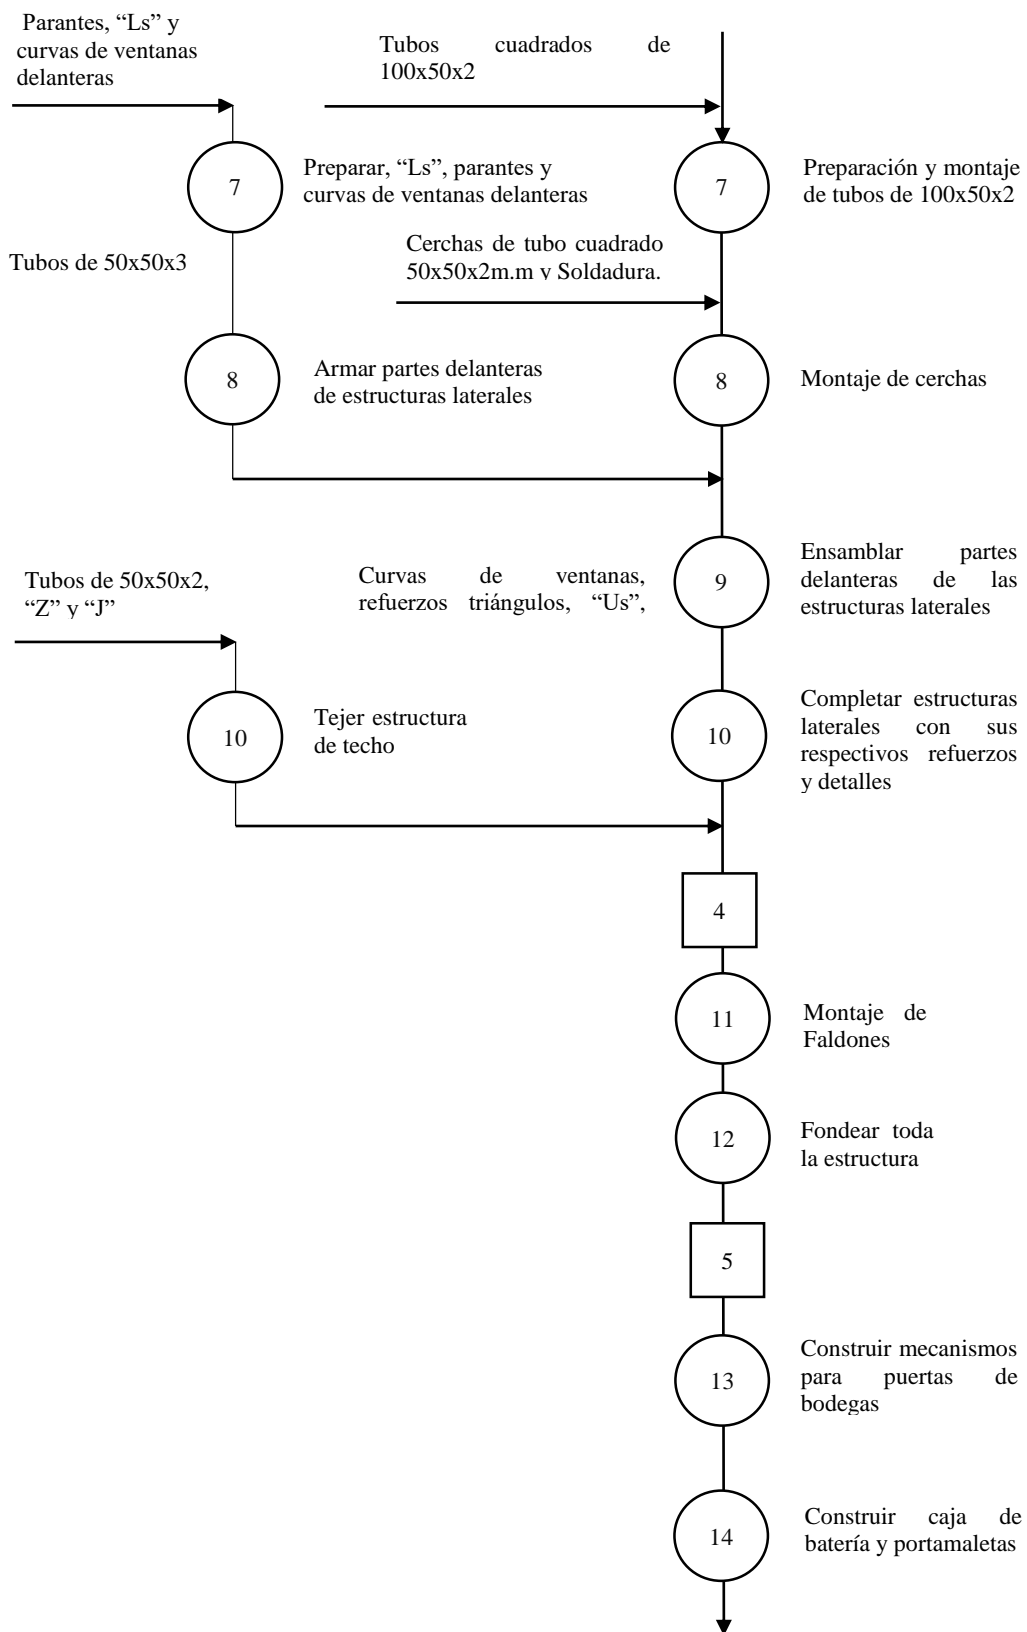 Parantes, “Ls” y
curvas de ventanas
delanteras
Tubos cuadrados de
100x50x2
7
Preparar, “Ls”, parantes y
curvas de ventanas delanteras
7
Preparación y montaje
de tubos de 100x50x2
Tubos de 50x50x3
Cerchas de tubo cuadrado
50x50x2m.m y Soldadura.
8
Armar partes delanteras
de estructuras laterales
8
Montaje de cerchas
Tubos de 50x50x2,
“Z” y “J”
Curvas de ventanas,
refuerzos triángulos, “Us”,
9
Ensamblar partes
delanteras de las
estructuras laterales
10
Tejer estructura
de techo
10
Completar estructuras
laterales con sus
respectivos refuerzos
y detalles
4
11
Montaje de
Faldones
12
Fondear toda
la estructura
5
13
Construir mecanismos
para puertas de
bodegas
14
Construir caja de
batería y portamaletas